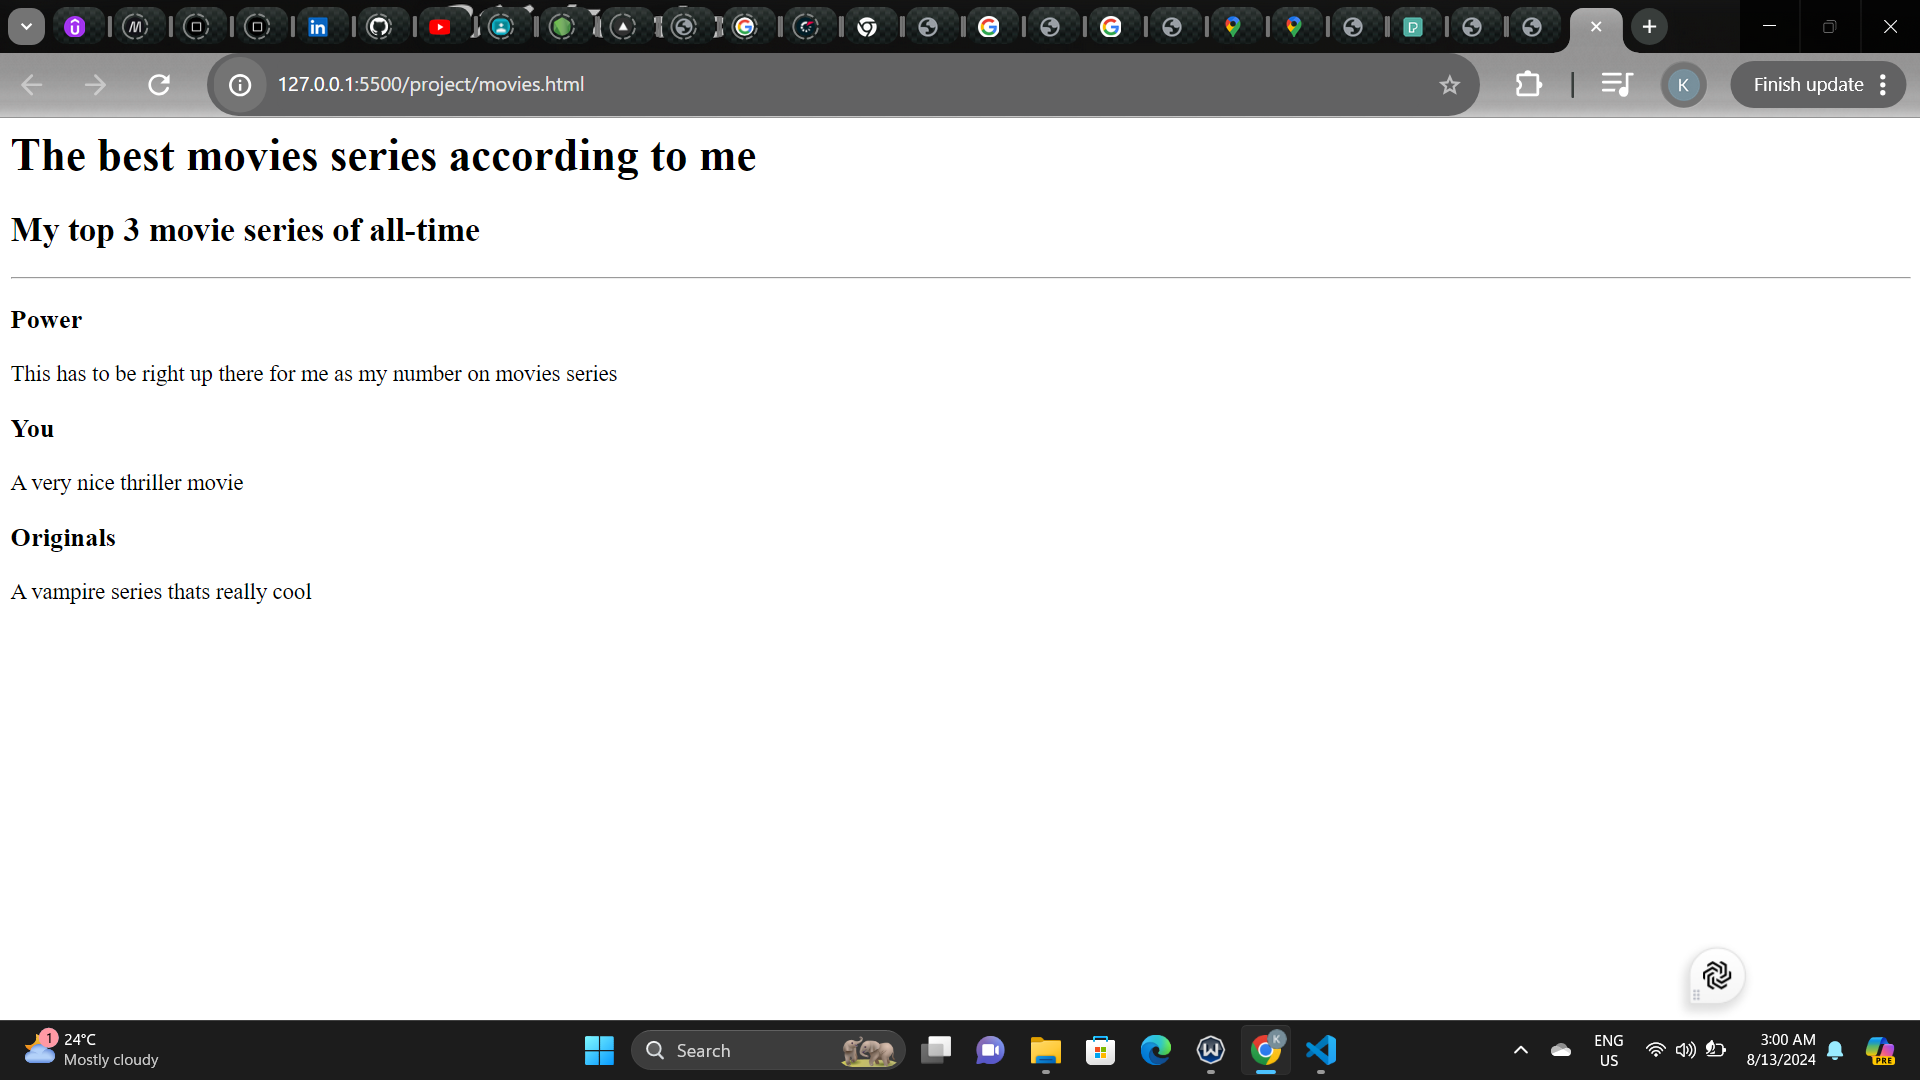 127.0.0.1:5500/project/movies.html
K
Finish update
The best movies series according to me
My top 3 movie series of all-time
Power
This has to be right up there for me as my number on movies series
You
A very nice thriller movie
Originals
A vampire series thats really cool
1
24°C
Mostly cloudy
Search
K
ENG
US
3:00 AM
8/13/2024
PRE